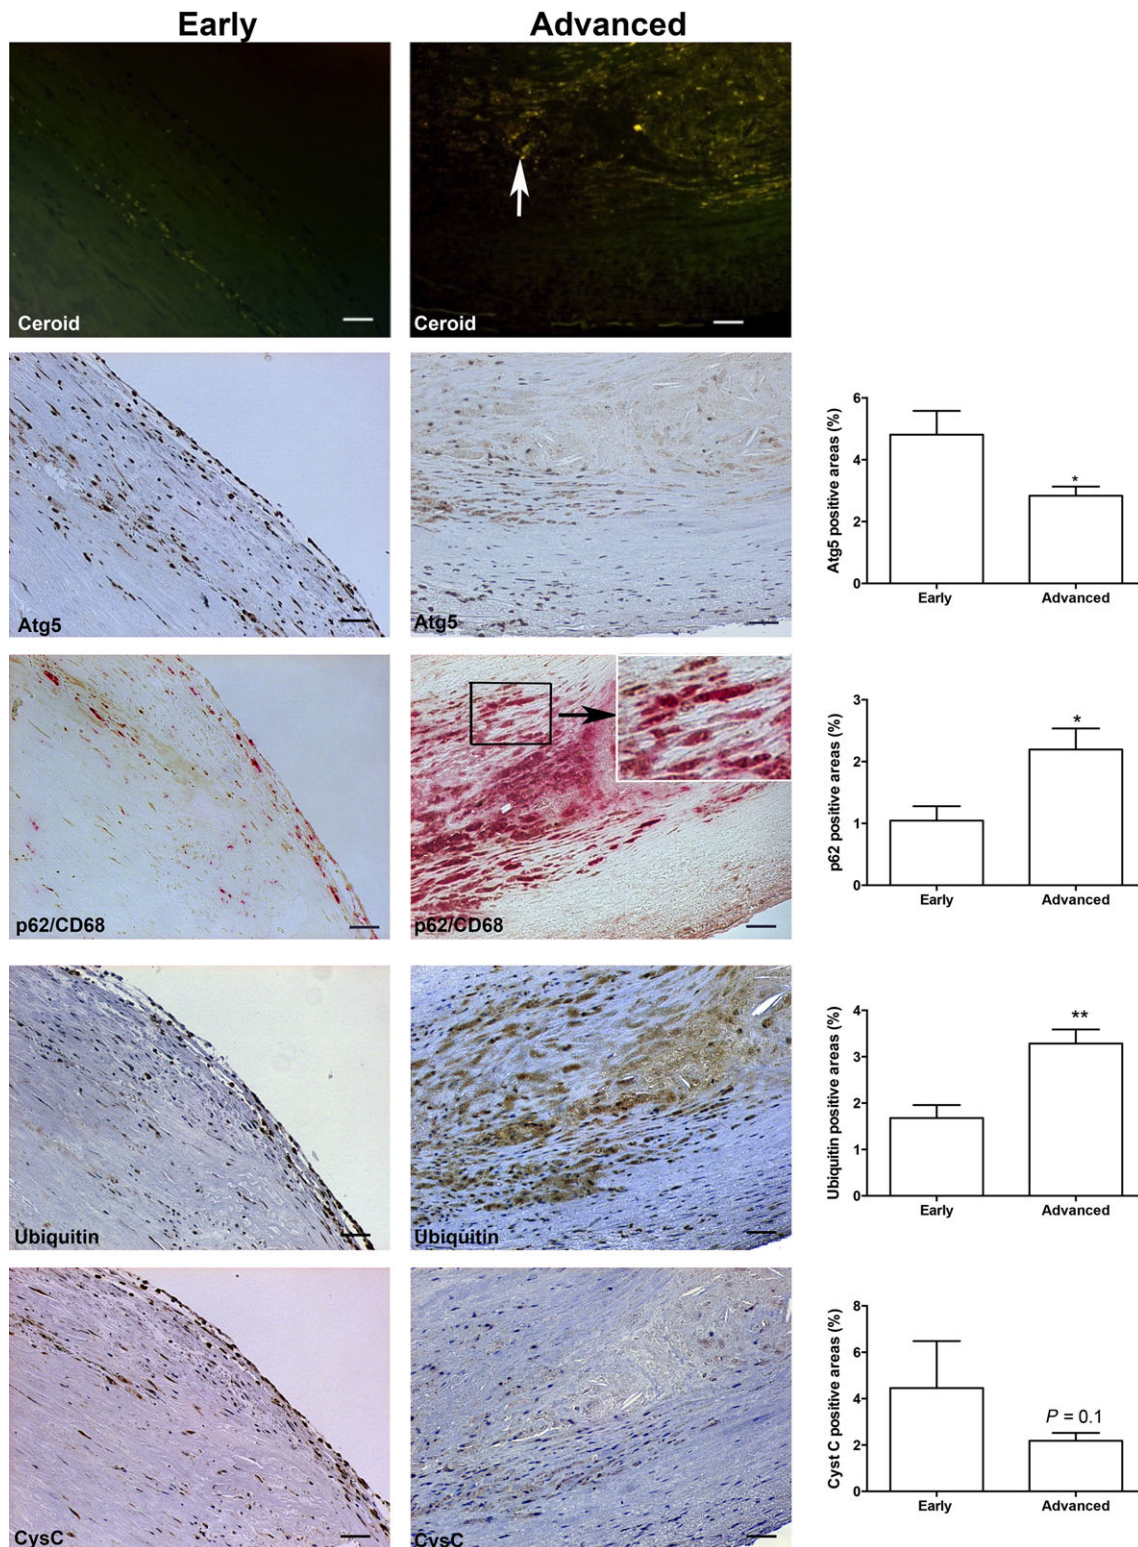 Early Advanced
Ceroid Ceroid
Atg5 Atg5
Atg5 positive areas (%)
6
4
2
0
Early Advanced
*
p62/CD68 p62/CD68
p62 positive areas (%)
3
2
1
0
Early Advanced
*
Ubiquitin Ubiquitin
Ubiquitin positive areas (%)
4
3
2
1
0
Early Advanced
**
CysC CysC
Cyst C positive areas (%)
8
6
4
2
0
Early Advanced
P = 0.1